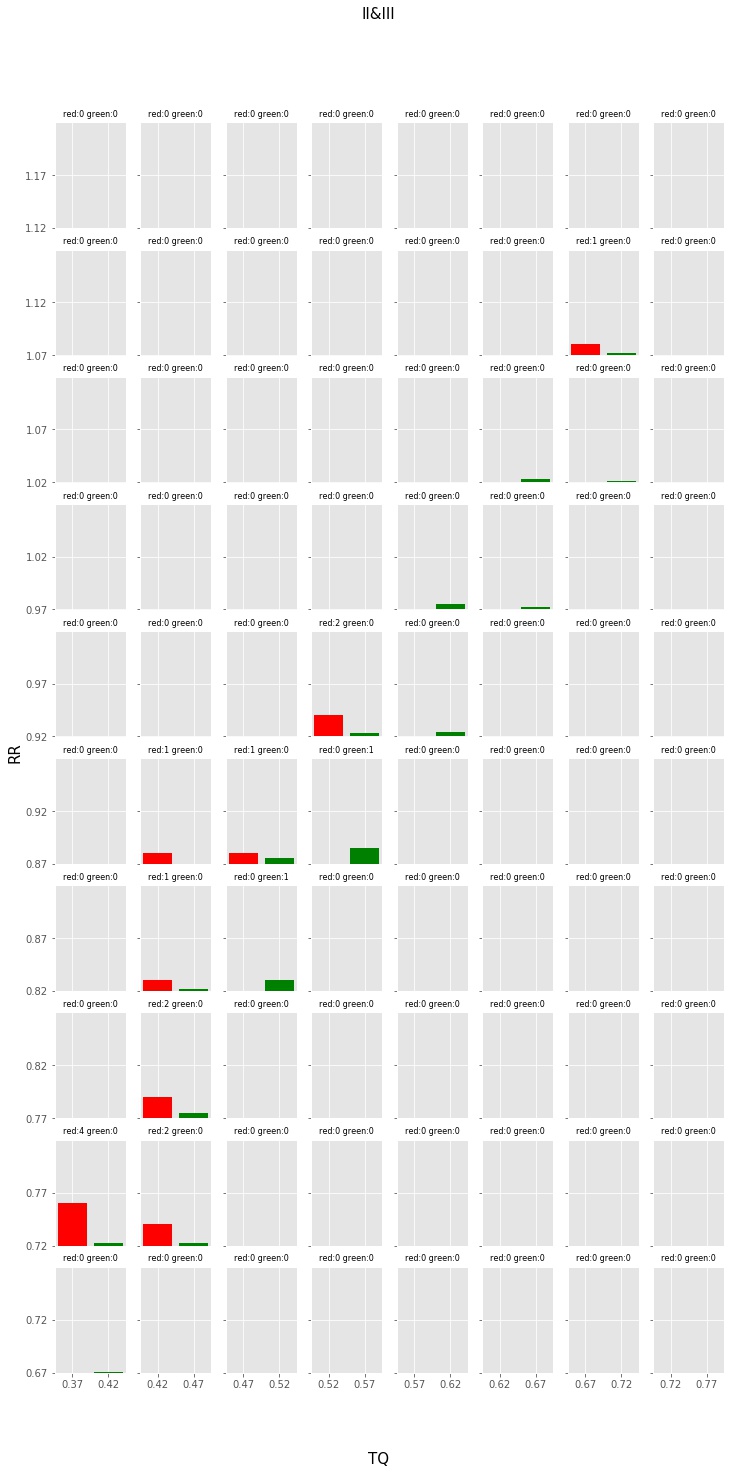 II&III
red:0 green:0 red:0 green:0 red:0 green:0 red:0 green:0 red:0 green:0 red:0 green:0 red:0 green:0 red:0 green:0
1.17
1.12
red:0 green:0 red:0 green:0 red:0 green:0 red:0 green:0 red:0 green:0 red:0 green:0 red:1 green:0 red:0 green:0
1.12
1.07
red:0 green:0 red:0 green:0 red:0 green:0 red:0 green:0 red:0 green:0 red:0 green:0 red:0 green:0 red:0 green:0
1.07
1.02
red:0 green:0 red:0 green:0 red:0 green:0 red:0 green:0 red:0 green:0 red:0 green:0 red:0 green:0 red:0 green:0
1.02
0.97
red:0 green:0 red:0 green:0 red:0 green:0 red:2 green:0 red:0 green:0 red:0 green:0 red:0 green:0 red:0 green:0
0.97
0.92
RR
red:0 green:0 red:1 green:0 red:1 green:0 red:0 green:1 red:0 green:0 red:0 green:0 red:0 green:0 red:0 green:0
0.92
0.87
red:0 green:0 red:1 green:0 red:0 green:1 red:0 green:0 red:0 green:0 red:0 green:0 red:0 green:0 red:0 green:0
0.87
0.82
red:0 green:0 red:2 green:0 red:0 green:0 red:0 green:0 red:0 green:0 red:0 green:0 red:0 green:0 red:0 green:0
0.82
0.77
red:4 green:0 red:2 green:0 red:0 green:0 red:0 green:0 red:0 green:0 red:0 green:0 red:0 green:0 red:0 green:0
0.77
0.72
red:0 green:0 red:0 green:0 red:0 green:0 red:0 green:0 red:0 green:0 red:0 green:0 red:0 green:0 red:0 green:0
0.72
0.67
0.37 0.42 0.42 0.47 0.47 0.52 0.52 0.57 0.57 0.62 0.62 0.67 0.67 0.72 0.72 0.77
TQ